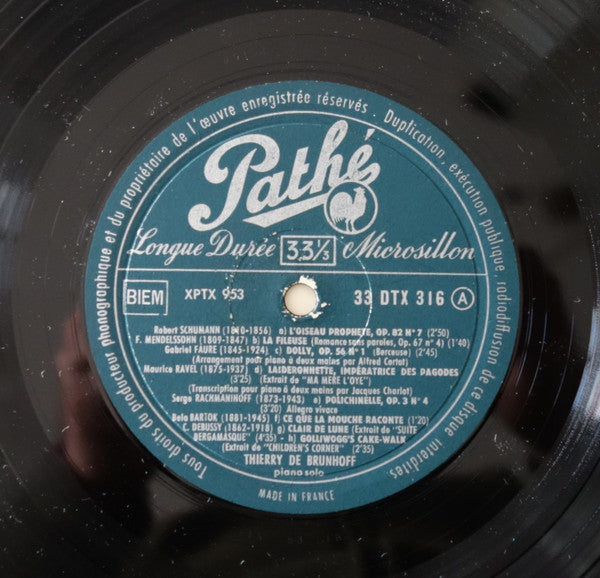 Tous droits du producteur phonographique et du propriétaire de l'œuvre enregistrée réservés. Duplication, exécution publique, radiodiffusion de ce disque interdites
Pathé
Longue Durée 33⅓ Microsillon
BIEM XPTX 953 33 DTX 316 A
Robert SCHUMANN (1810-1856) a) L'OISEAU PROPHETE, OP. 82 N° 7 (2'50)
F. MENDELSSOHN (1809-1847) b) LA FILEUSE (Romance sans paroles, Op. 67 n° 4) (1'40)
Gabriel FAURE (1845-1924) c) DOLLY, OP. 56 N° 1 (Berceuse) (2'45)
(Arrangement pour piano à deux mains par Alfred Cortot)
Maurice RAVEL (1875-1937) d) LAIDERONNETTE, IMPÉRATRICE DES PAGODES
(3'25) (Extrait de "MA MÈRE L'OYE")
(Transcription pour piano à deux mains par Jacques Charlot)
Serge RACHMANINOFF (1873-1943) e) POLICHINELLE, OP. 3 N° 4
(3'20) Allegro vivace
Bela BARTOK (1881-1945) f) CE QUE LA MOUCHE RACONTE (1'20)
C. DEBUSSY (1862-1918) g) CLAIR DE LUNE (Extrait de "SUITE
BERGAMASQUE" (4'35) - h) GOLLIWOGG'S CAKE-WALK
(Extrait de "CHILDREN'S CORNER") (2'35)
THIERRY DE BRUNHOFF
piano solo
MADE IN FRANCE